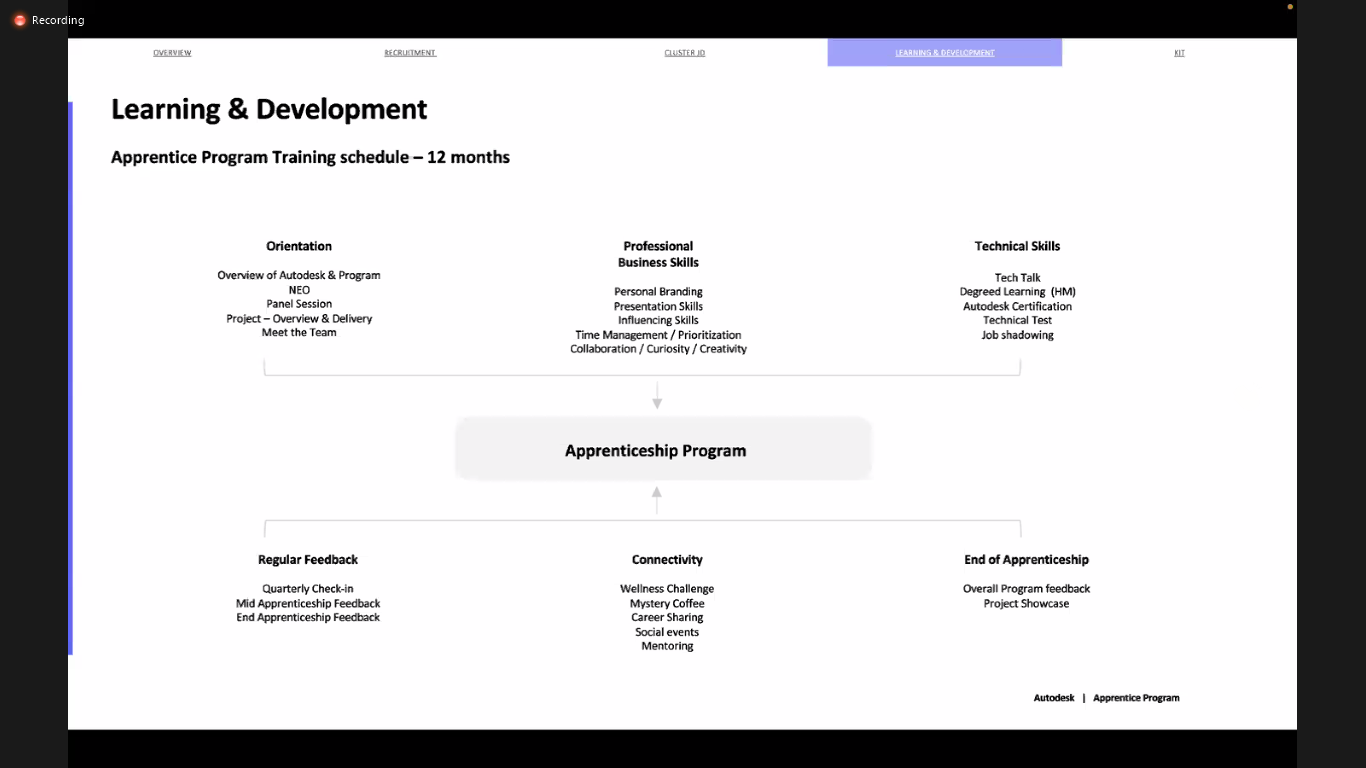 Recording
OVERVIEW
RECRUITMENT
CLUSTER JD
LEARNING & DEVELOPMENT
KIT
Learning & Development
Apprentice Program Training schedule – 12 months
Orientation
Overview of Autodesk & Program
NEO
Panel Session
Project – Overview & Delivery
Meet the Team
Professional
Business Skills
Personal Branding
Presentation Skills
Influencing Skills
Time Management / Prioritization
Collaboration / Curiosity / Creativity
Technical Skills
Tech Talk
Degreed Learning (HM)
Autodesk Certification
Technical Test
Job shadowing
Apprenticeship Program
Regular Feedback
Quarterly Check-in
Mid Apprenticeship Feedback
End Apprenticeship Feedback
Connectivity
Wellness Challenge
Mystery Coffee
Career Sharing
Social events
Mentoring
End of Apprenticeship
Overall Program feedback
Project Showcase
Autodesk | Apprentice Program